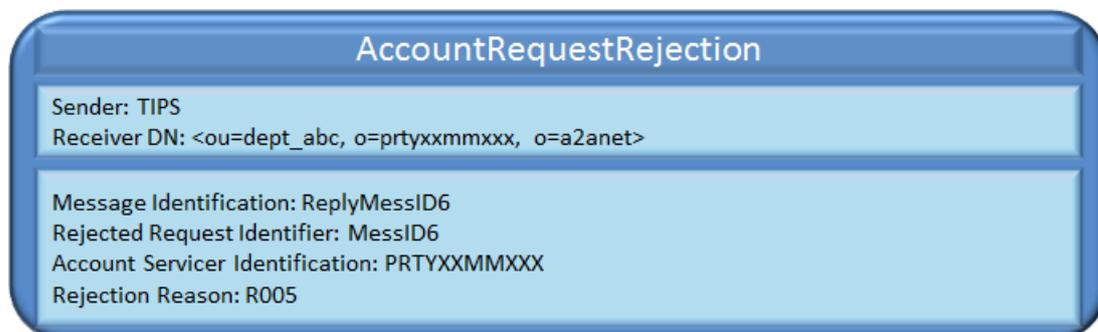 AccountRequestRejection
Sender: TIPS
Receiver DN: <ou=dept_abc, o=prtyxxmmxxx, o=a2anet>
Message Identification: ReplyMessID6
Rejected Request Identifier: MessID6
Account Servicer Identification: PRTYXXMMXXX
Rejection Reason: R005